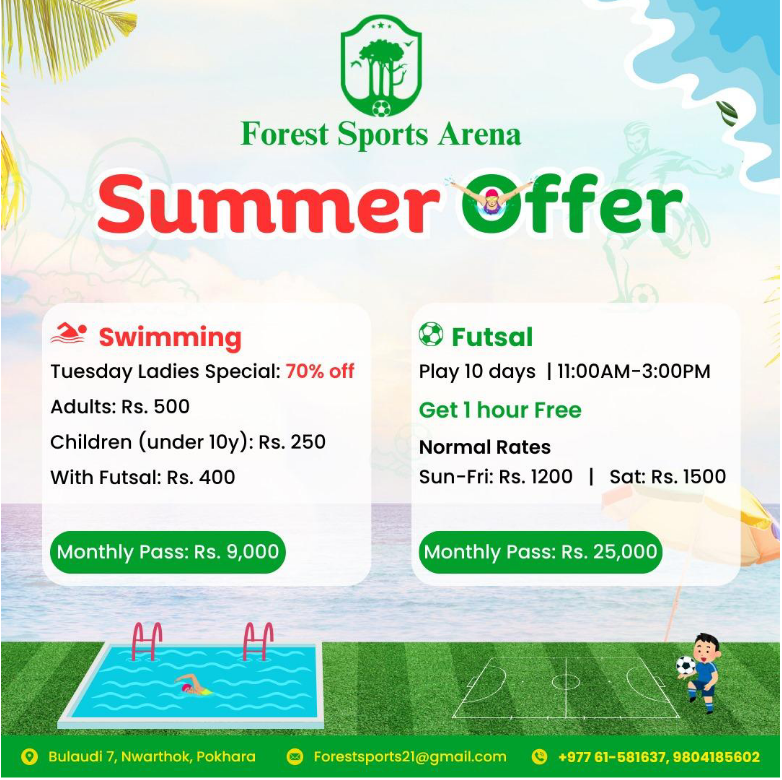 Forest Sports Arena
Summer Offer
Swimming
Tuesday Ladies Special: 70% off
Adults: Rs. 500
Children (under 10y): Rs. 250
With Futsal: Rs. 400
Monthly Pass: Rs. 9,000
Futsal
Play 10 days | 11:00AM-3:00PM
Get 1 hour Free
Normal Rates
Sun-Fri: Rs. 1200 | Sat: Rs. 1500
Monthly Pass: Rs. 25,000
Bulaudi 7, Nwarthok, Pokhara
Forestsports21@gmail.com
+977 61-581637, 9804185602